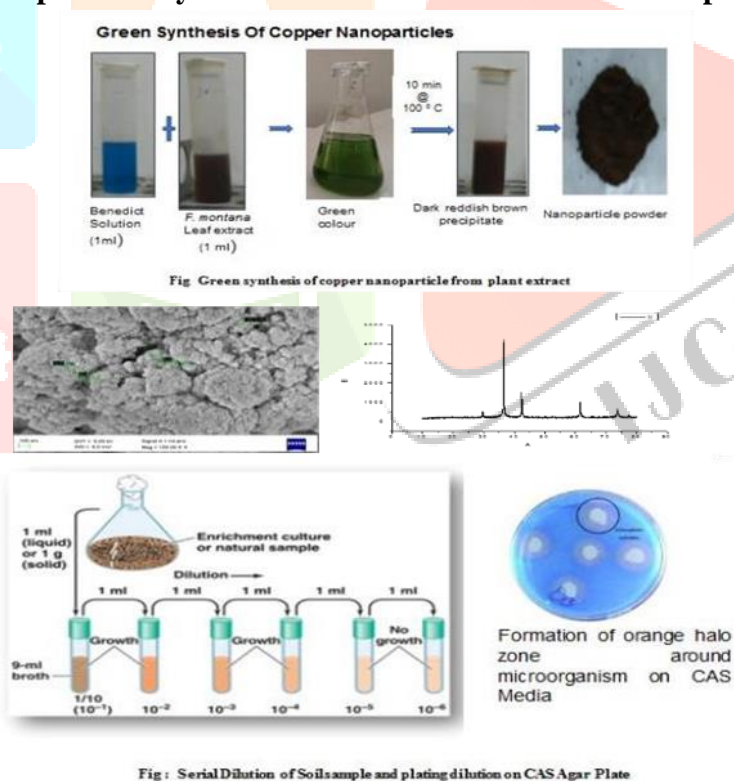 Green Synthesis Of Copper Nanoparticles
10 min
@
100 ° C
Benedict
Solution
(1ml)
F. montana
Leaf extract
(1 ml)
Green
colour
Dark reddish brown
precipitate
Nanoparticle powder
Fig Green synthesis of copper nanoparticle from plant extract
IJC
1 ml
(liquid)
or 1 g
(solid)
Enrichment culture
or natural sample
Dilution
1 ml 1 ml 1 ml 1 ml 1 ml
Growth Growth No
growth
9-ml
broth
1/10
(10-1) 10-2 10-3 10-4 10-5 10-6
Formation of orange halo
zone around
microorganism on CAS
Media
Fig : Serial Dilution of Soil sample and plating dilution on CAS Agar Plate